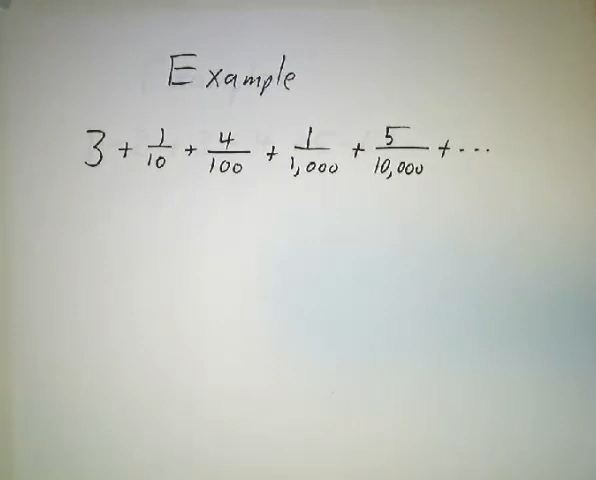 Example
3 + 1/10 + 4/100 + 1/1,000 + 5/10,000 + ...